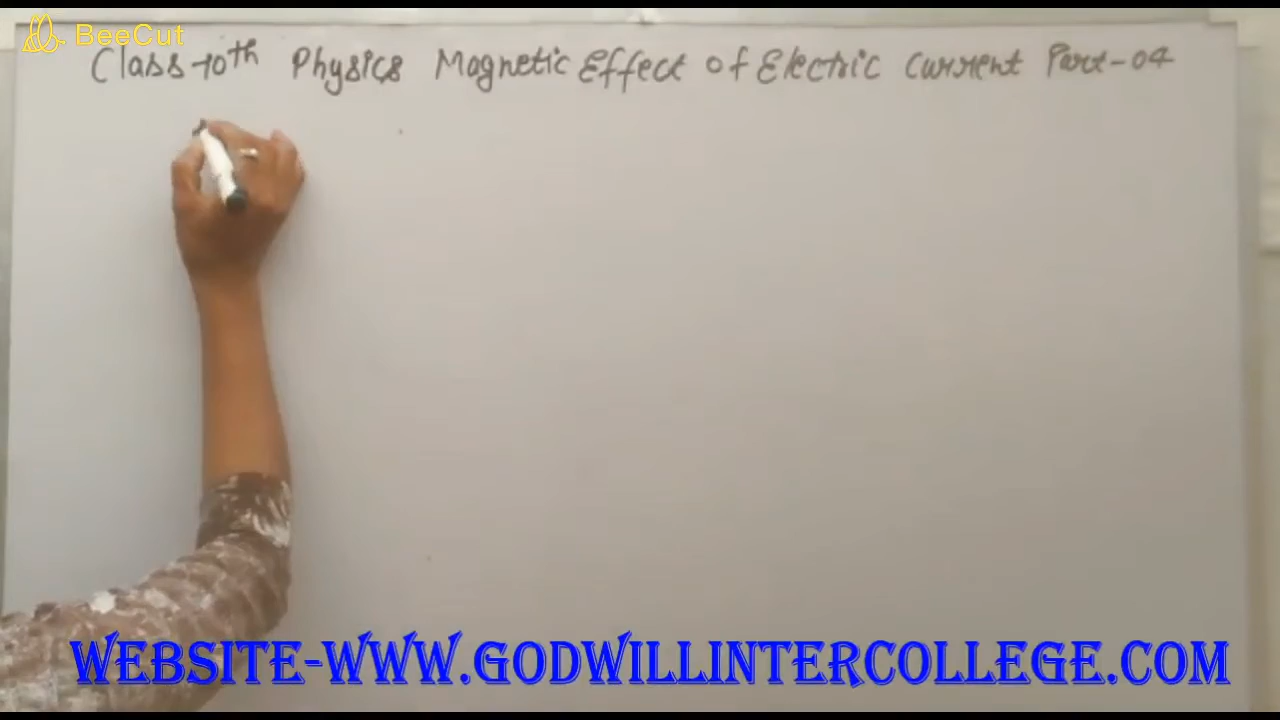 BeeCut
Class-10th Physics Magnetic Effect of Electric Current Part-04
WEBSITE-WWW.GODWILLINTERCOLLEGE.COM